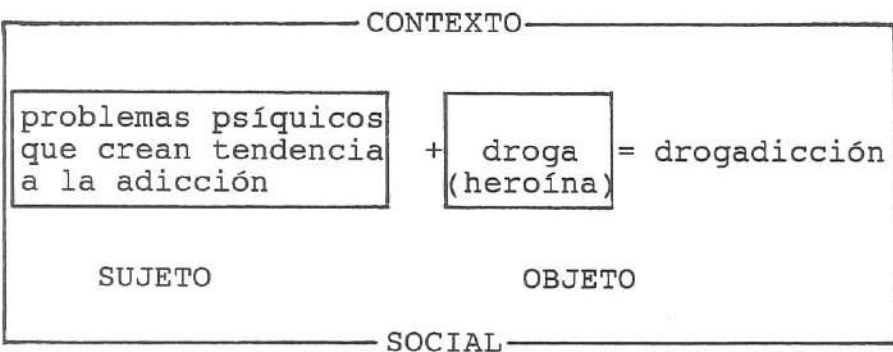 CONTEXTO
problemas psíquicos
que crean tendencia
a la adicción
+
droga
(heroína)
= drogadicción
SUJETO
OBJETO
SOCIAL